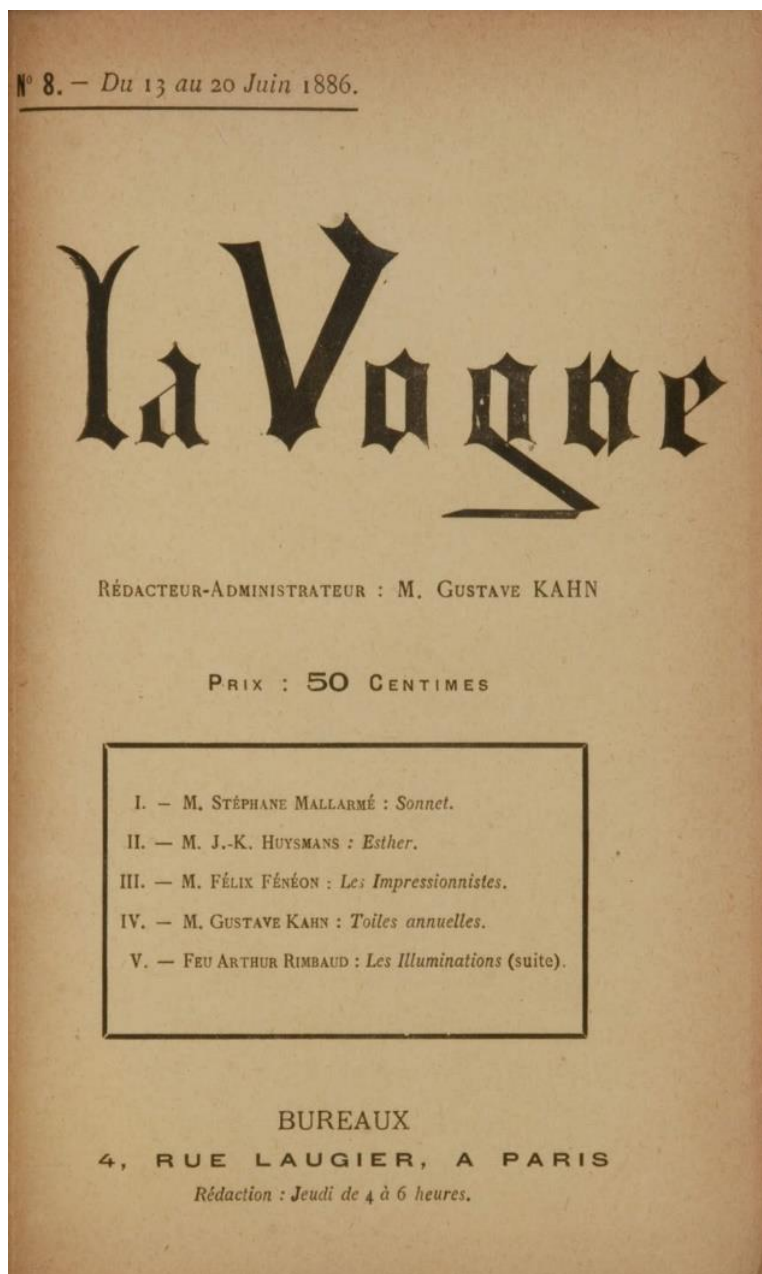 Nº 8. — Du 13 au 20 Juin 1886.
la Vogue
RÉDACTEUR-ADMINISTRATEUR : M. GUSTAVE KAHN
PRIX : 50 CENTIMES
I. — M. STÉPHANE MALLARMÉ : Sonnet.
II. — M. J.-K. HUYSMANS : Esther.
III. — M. FÉLIX FÉNÉON : Les Impressionnistes.
IV. — M. GUSTAVE KAHN : Toiles annuelles.
V. — FEU ARTHUR RIMBAUD : Les Illuminations (suite).
BUREAUX
4, RUE LAUGIER, A PARIS
Rédaction : Jeudi de 4 à 6 heures.